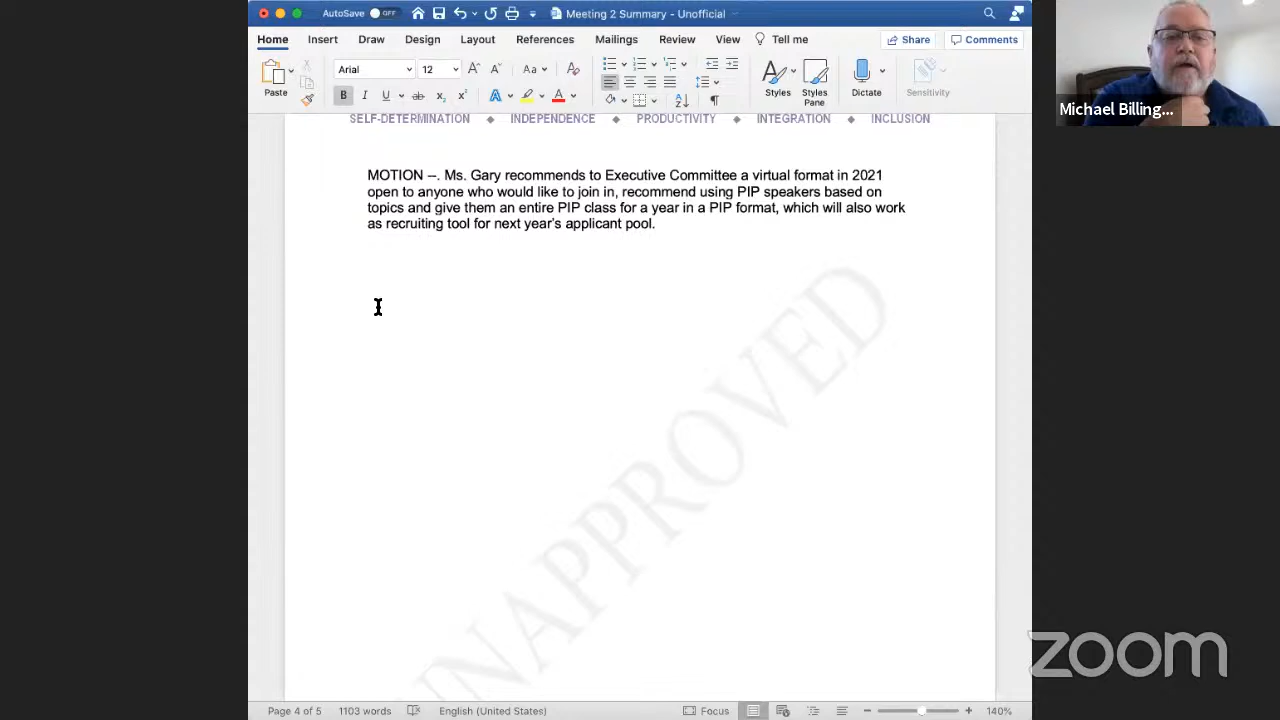 AutoSave OFF
Meeting 2 Summary - Unofficial
Home Insert Draw Design Layout References Mailings Review View Tell me Share Comments
Paste
Arial 12
Aa
Styles
Styles Pane
Dictate
Sensitivity
SELF-DETERMINATION ◆ INDEPENDENCE ◆ PRODUCTIVITY ◆ INTEGRATION ◆ INCLUSION
MOTION –. Ms. Gary recommends to Executive Committee a virtual format in 2021
open to anyone who would like to join in, recommend using PIP speakers based on
topics and give them an entire PIP class for a year in a PIP format, which will also work
as recruiting tool for next year's applicant pool.
UNAPPROVED
Page 4 of 5 1103 words English (United States) Focus 140%
Michael Billing...
zoom